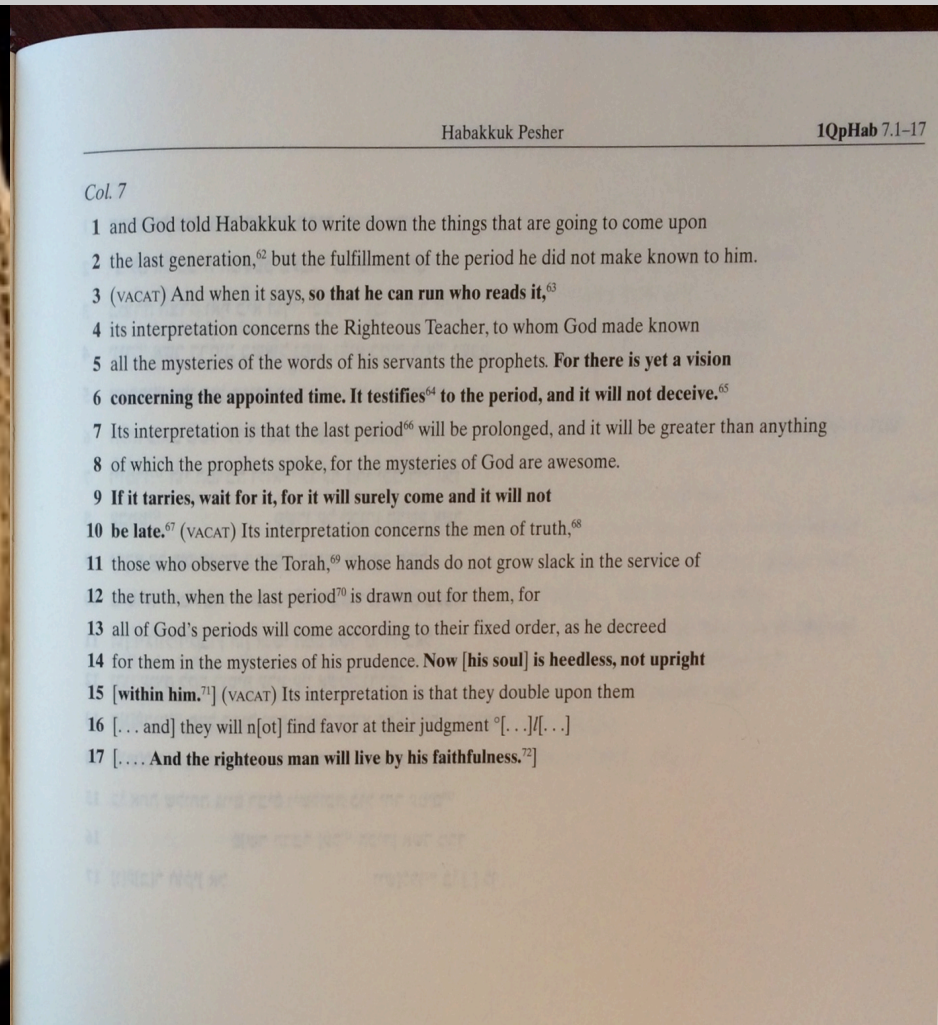 Habakkuk Pesher 1QpHab 7.1–17
Col. 7
1 and God told Habakkuk to write down the things that are going to come upon
2 the last generation,62 but the fulfillment of the period he did not make known to him.
3 (VACAT) And when it says, so that he can run who reads it,63
4 its interpretation concerns the Righteous Teacher, to whom God made known
5 all the mysteries of the words of his servants the prophets. For there is yet a vision
6 concerning the appointed time. It testifies64 to the period, and it will not deceive.65
7 Its interpretation is that the last period66 will be prolonged, and it will be greater than anything
8 of which the prophets spoke, for the mysteries of God are awesome.
9 If it tarries, wait for it, for it will surely come and it will not
10 be late.67 (VACAT) Its interpretation concerns the men of truth,68
11 those who observe the Torah,69 whose hands do not grow slack in the service of
12 the truth, when the last period70 is drawn out for them, for
13 all of God's periods will come according to their fixed order, as he decreed
14 for them in the mysteries of his prudence. Now [his soul] is heedless, not upright
15 [within him.71] (VACAT) Its interpretation is that they double upon them
16 [. . . and] they will n[ot] find favor at their judgment °[. . .]/[. . .]
17 [. . . . And the righteous man will live by his faithfulness.72]